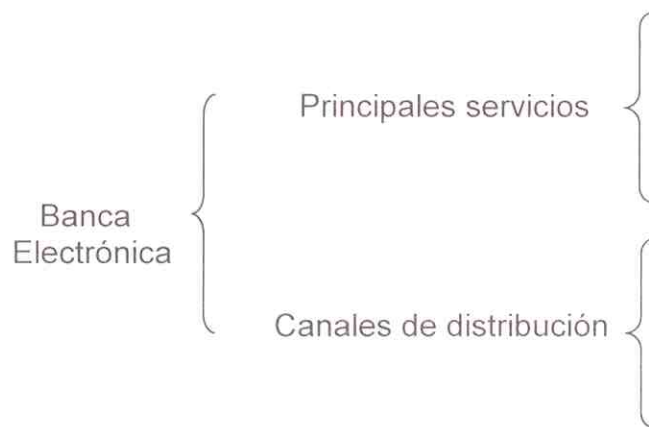 Principales servicios
Banca
Electrónica
Canales de distribución